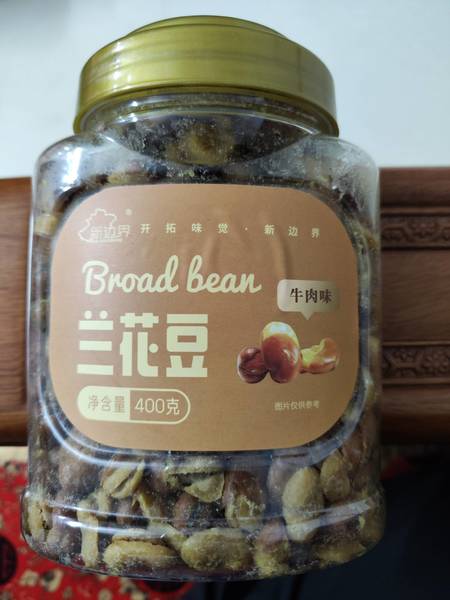 新边界®
开拓味觉·新边界
Broad bean
牛肉味
兰花豆
净含量 400克
图片仅供参考